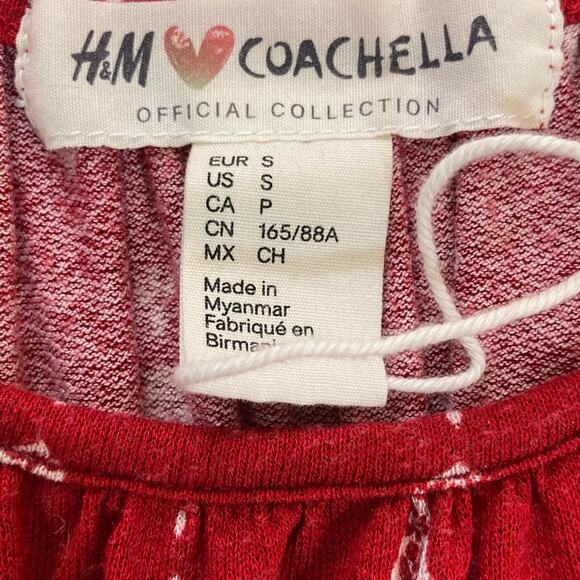 H&M COACHELLA
OFFICIAL COLLECTION
EUR S
US S
CA P
CN 165/88A
MX CH
Made in
Myanmar
Fabriqué en